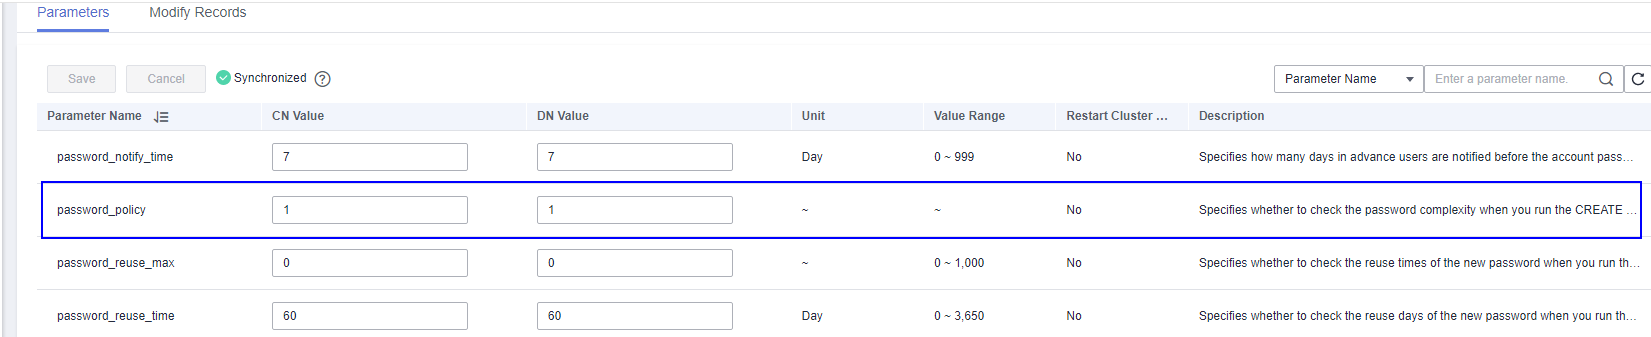 Parameters Modify Records
Save Cancel Synchronized ? Parameter Name Enter a parameter name.
Parameter Name CN Value DN Value Unit Value Range Restart Cluster ... Description
password_notify_time 7 7 Day 0 ~ 999 No Specifies how many days in advance users are notified before the account pass...
password_policy 1 1 ~ ~ No Specifies whether to check the password complexity when you run the CREATE ...
password_reuse_max 0 0 ~ 0 ~ 1,000 No Specifies whether to check the reuse times of the new password when you run th...
password_reuse_time 60 60 Day 0 ~ 3,650 No Specifies whether to check the reuse days of the new password when you run the...